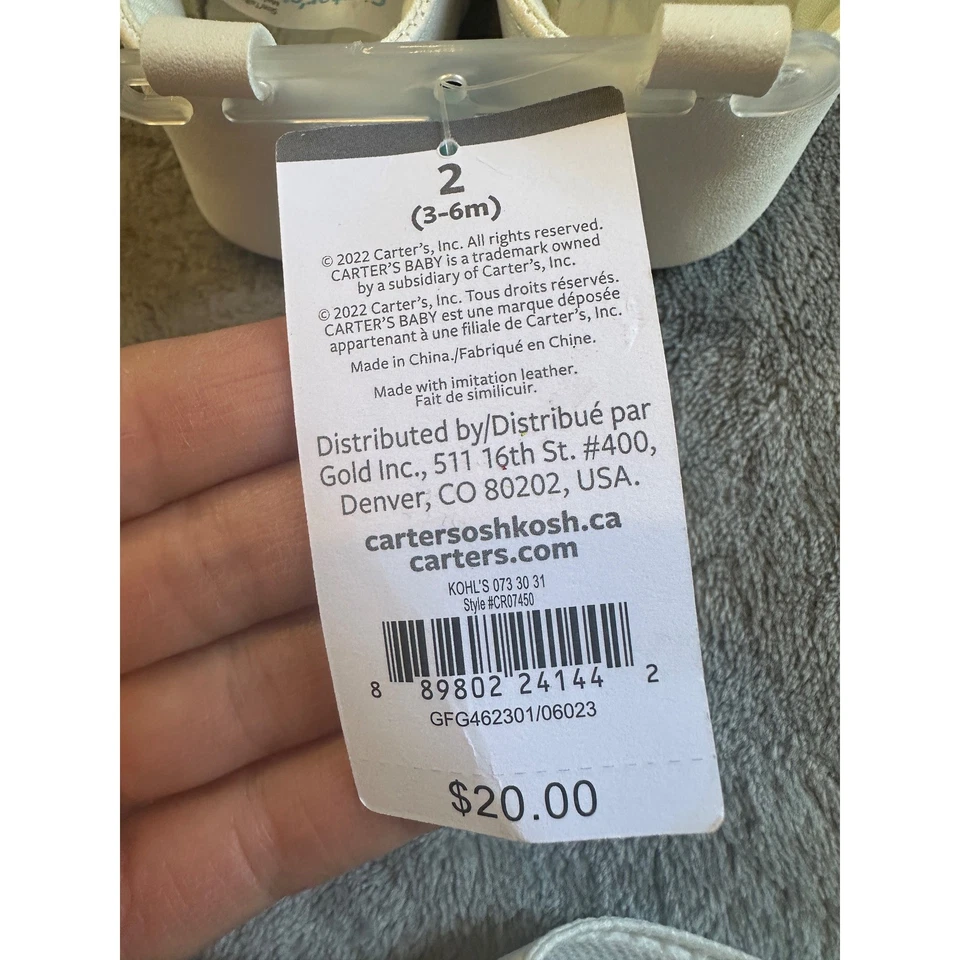 2
(3-6m)
© 2022 Carter's, Inc. All rights reserved.
CARTER'S BABY is a trademark owned
by a subsidiary of Carter's, Inc.
© 2022 Carter's, Inc. Tous droits réservés.
CARTER'S BABY est une marque déposée
appartenant à une filiale de Carter's, Inc.
Made in China./Fabriqué en Chine.
Made with imitation leather.
Fait de similicuir.
Distributed by/Distribué par
Gold Inc., 511 16th St. #400,
Denver, CO 80202, USA.
cartersoshkosh.ca
carters.com
KOHL'S 073 30 31
Style #CR07450
8 89802 24144 2
GFG462301/06023
$20.00